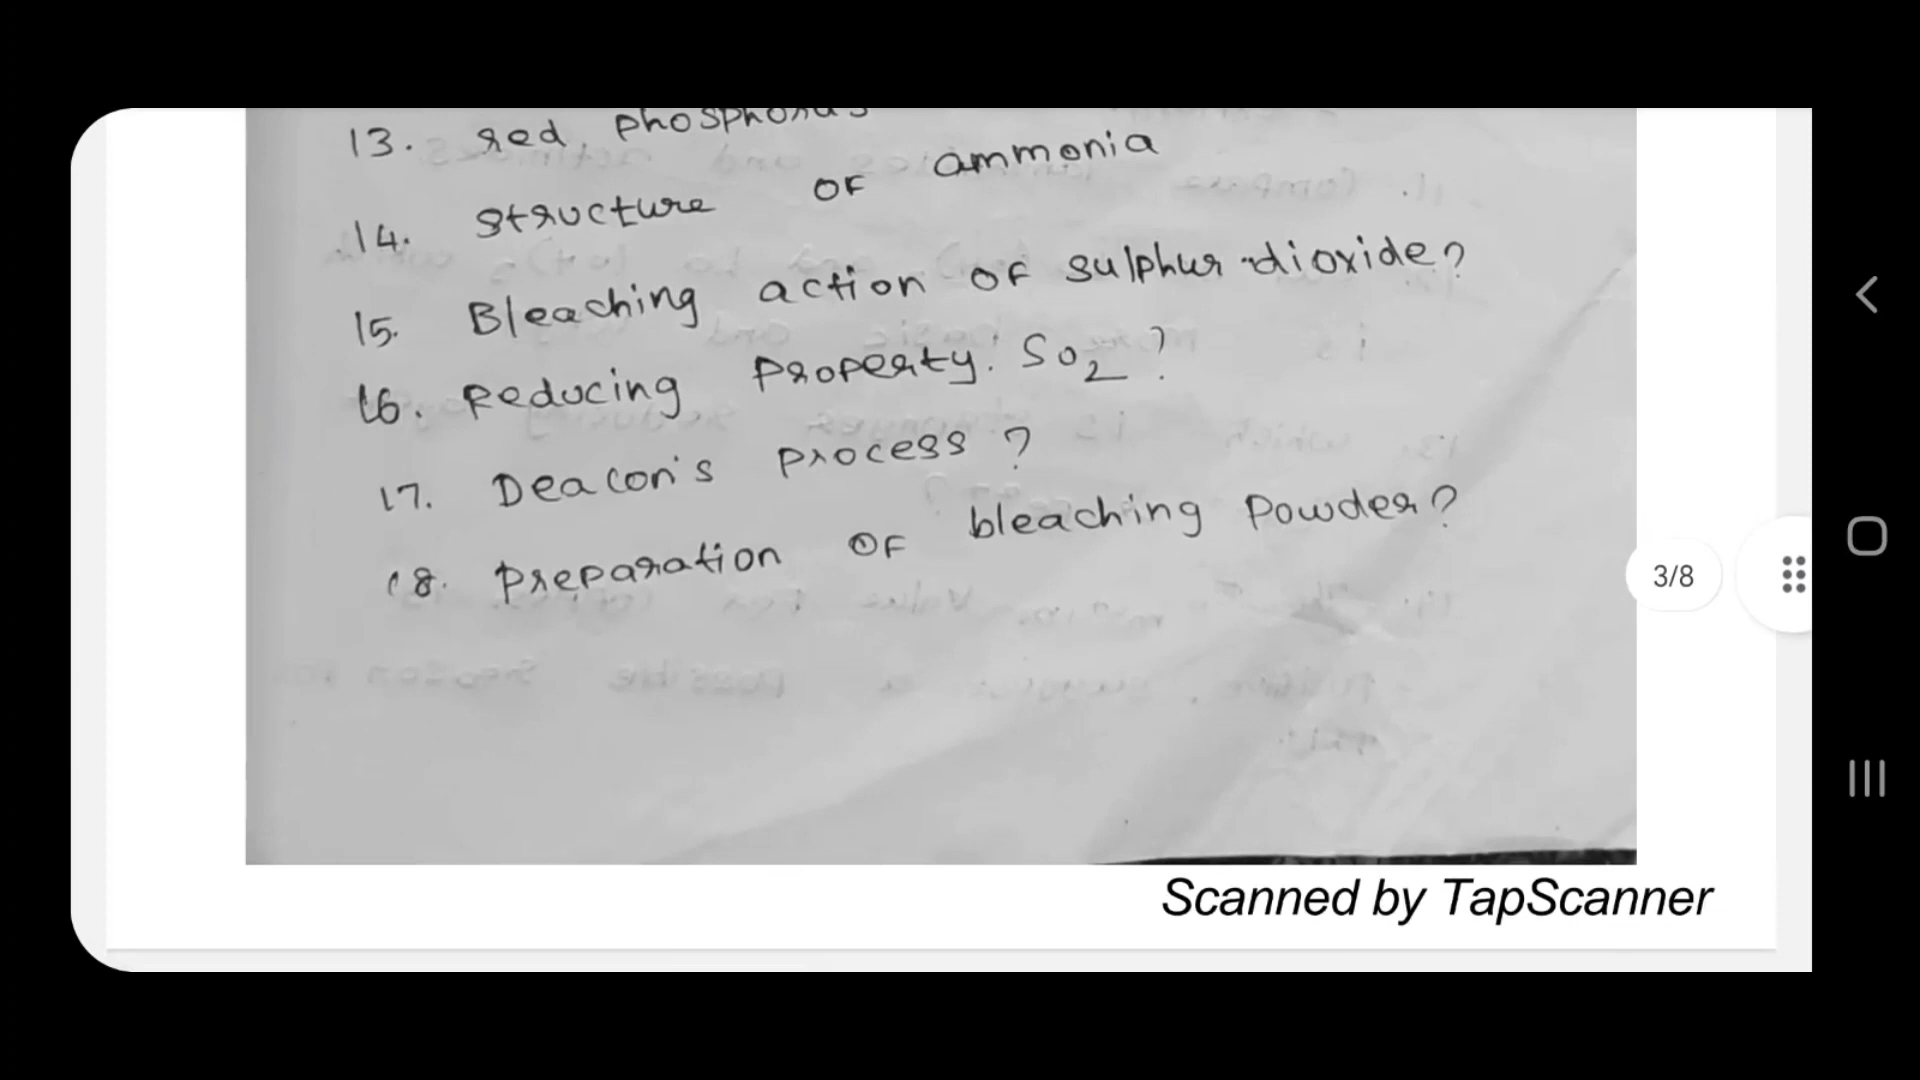 13. red phosphorus
14. structure OF ammonia
15. Bleaching action OF sulphur dioxide?
16. Reducing Property. SO2?
17. Deacon's process?
18. Preparation OF bleaching Powder?
3/8
Scanned by TapScanner